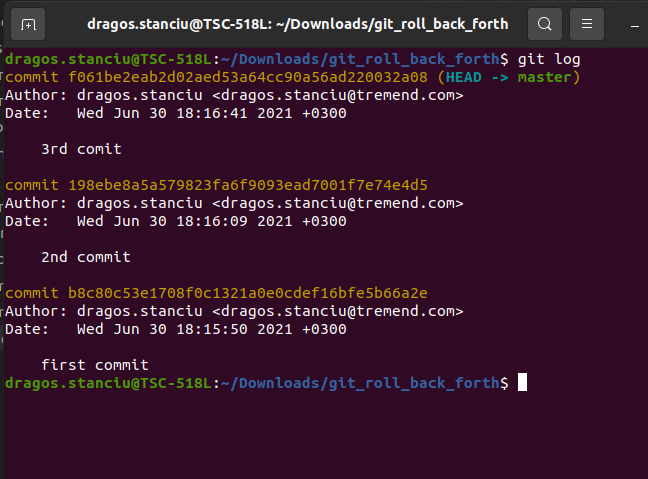 dragos.stanciu@TSC-518L: ~/Downloads/git_roll_back_forth
dragos.stanciu@TSC-518L:~/Downloads/git_roll_back_forth$ git log
commit f061be2eab2d02aed53a64cc90a56ad220032a08 (HEAD -> master)
Author: dragos.stanciu <dragos.stanciu@tremend.com>
Date:   Wed Jun 30 18:16:41 2021 +0300
3rd comit
commit 198ebe8a5a579823fa6f9093ead7001f7e74e4d5
Author: dragos.stanciu <dragos.stanciu@tremend.com>
Date:   Wed Jun 30 18:16:09 2021 +0300
2nd commit
commit b8c80c53e1708f0c1321a0e0cdef16bfe5b66a2e
Author: dragos.stanciu <dragos.stanciu@tremend.com>
Date:   Wed Jun 30 18:15:50 2021 +0300
first commit
dragos.stanciu@TSC-518L:~/Downloads/git_roll_back_forth$